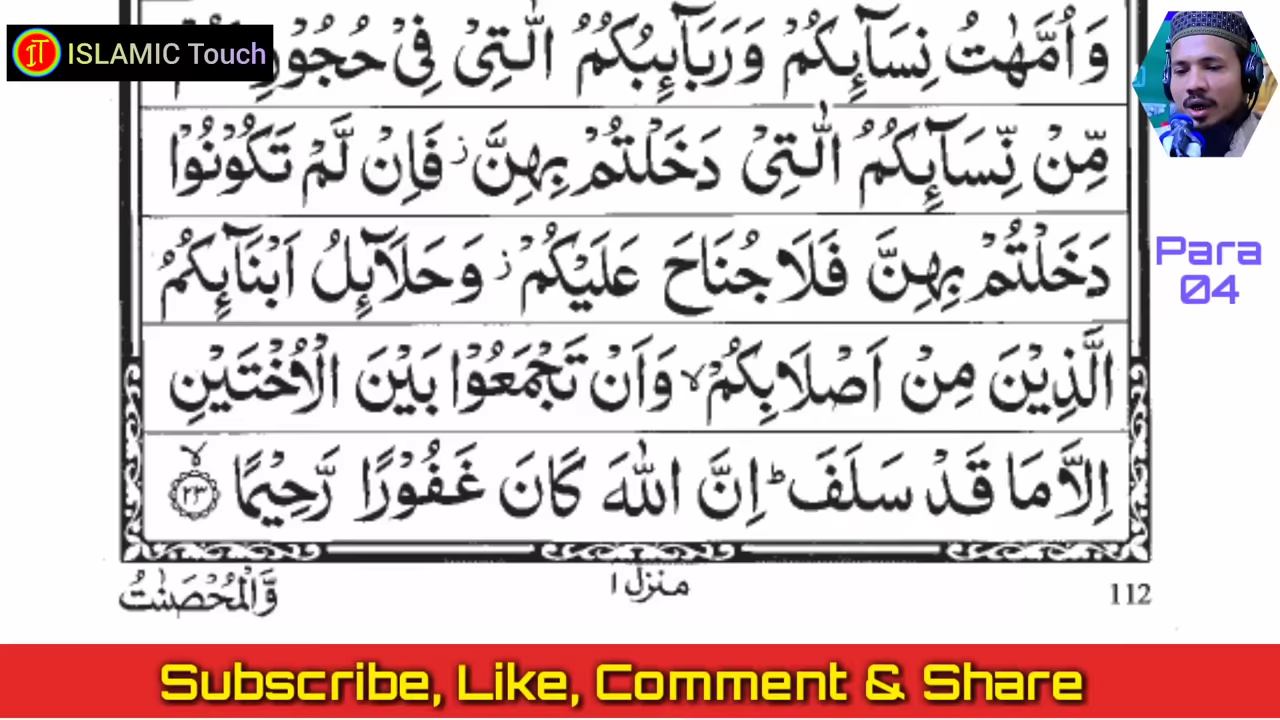 ISLAMIC Touch
وَاُمَّهٰتُ نِسَآئِكُمْ وَرَبَآئِبُكُمُ الّٰتِیْ فِیْ حُجُوْرِكُمْ
مِّنْ نِّسَآئِكُمُ الّٰتِیْ دَخَلْتُمْ بِهِنَّ ز فَاِنْ لَّمْ تَكُوْنُوْا
دَخَلْتُمْ بِهِنَّ فَلَا جُنَاحَ عَلَیْكُمْ ز وَحَلَآئِلُ اَبْنَآئِكُمُ
الَّذِیْنَ مِنْ اَصْلَابِكُمْ ۙ وَاَنْ تَجْمَعُوْا بَیْنَ الْاُخْتَیْنِ
اِلَّا مَا قَدْ سَلَفَ ؕ اِنَّ اللّٰهَ كَانَ غَفُوْرًا رَّحِیْمًا ۙ ٢٣
وَّالْمُحْصَنٰتُ
منزل ١
112
Para
04
Subscribe, Like, Comment & Share